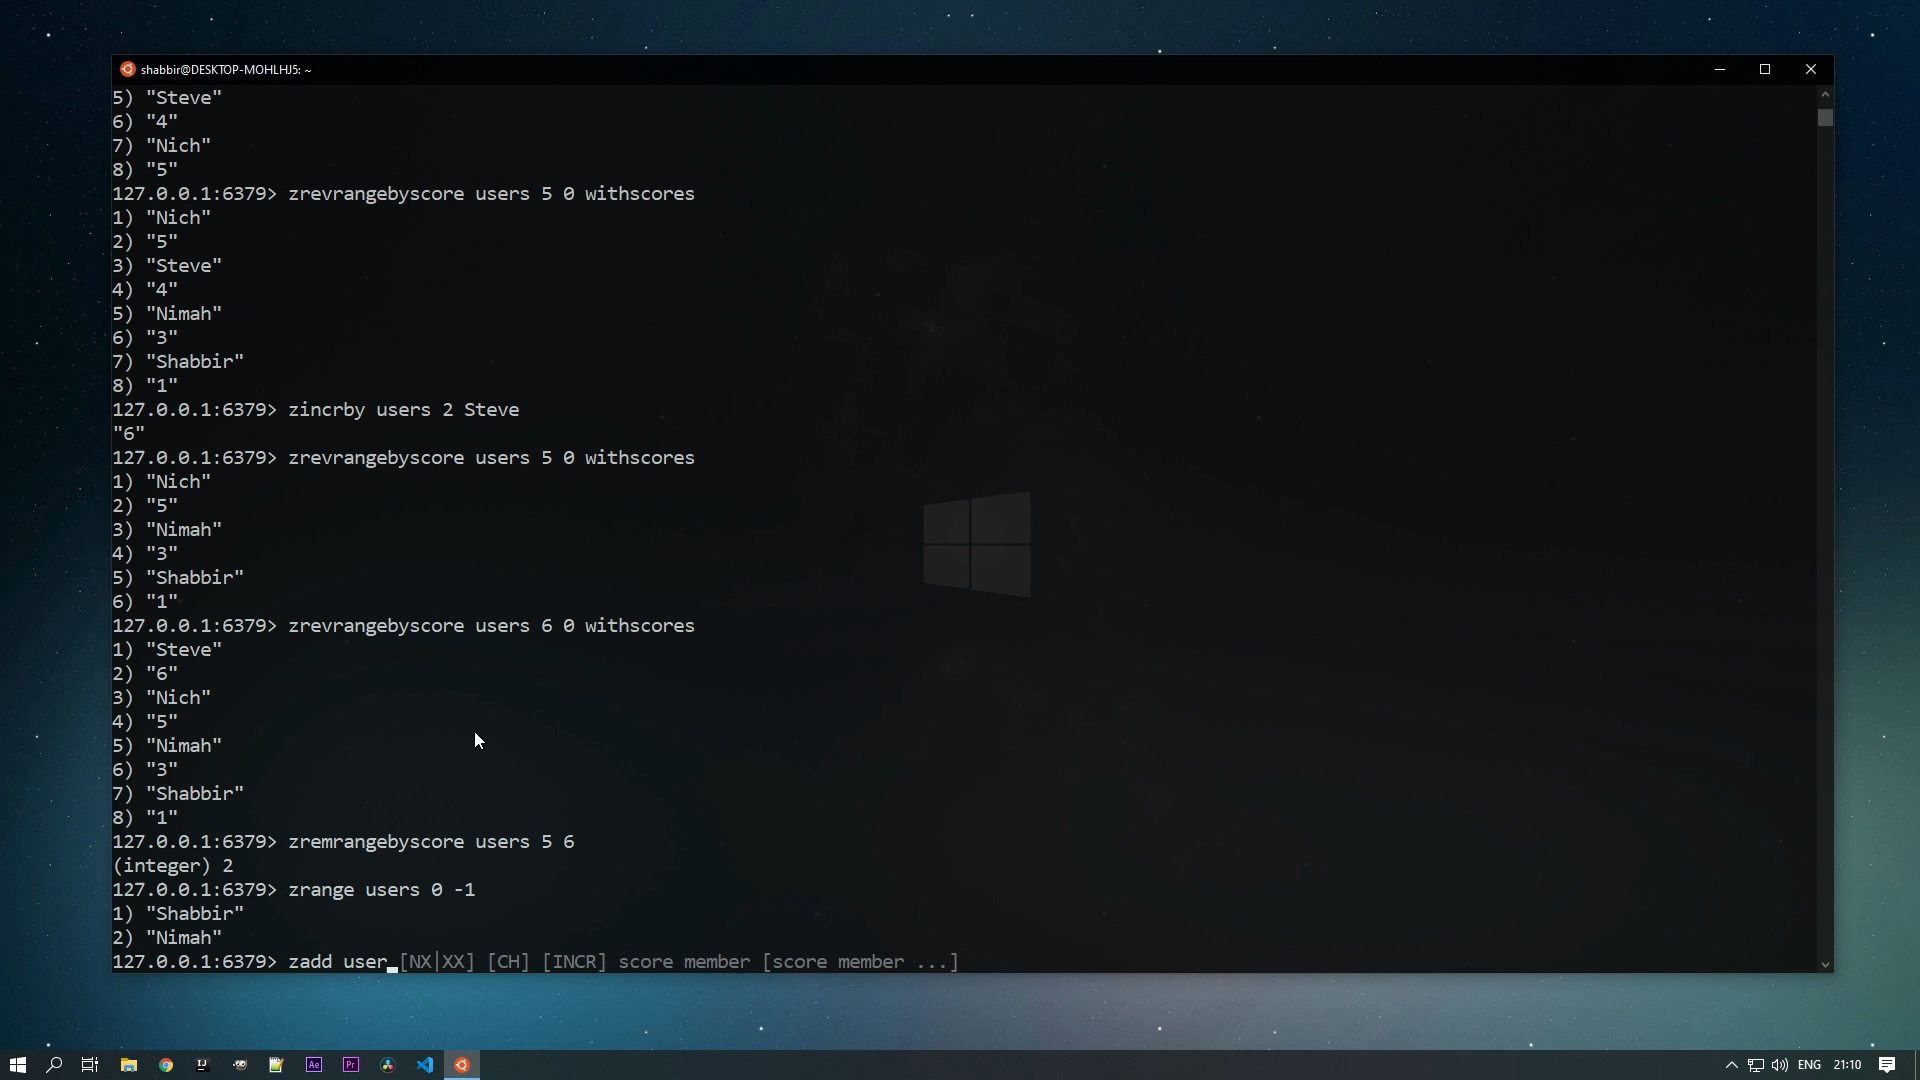 shabbir@DESKTOP-MOHLHJ5: ~
5) "Steve"
6) "4"
7) "Nich"
8) "5"
127.0.0.1:6379> zrevrangebyscore users 5 0 withscores
1) "Nich"
2) "5"
3) "Steve"
4) "4"
5) "Nimah"
6) "3"
7) "Shabbir"
8) "1"
127.0.0.1:6379> zincrby users 2 Steve
"6"
127.0.0.1:6379> zrevrangebyscore users 5 0 withscores
1) "Nich"
2) "5"
3) "Nimah"
4) "3"
5) "Shabbir"
6) "1"
127.0.0.1:6379> zrevrangebyscore users 6 0 withscores
1) "Steve"
2) "6"
3) "Nich"
4) "5"
5) "Nimah"
6) "3"
7) "Shabbir"
8) "1"
127.0.0.1:6379> zremrangebyscore users 5 6
(integer) 2
127.0.0.1:6379> zrange users 0 -1
1) "Shabbir"
2) "Nimah"
127.0.0.1:6379> zadd user [NX|XX] [CH] [INCR] score member [score member ...]
IJ Ae Pr ENG 21:10